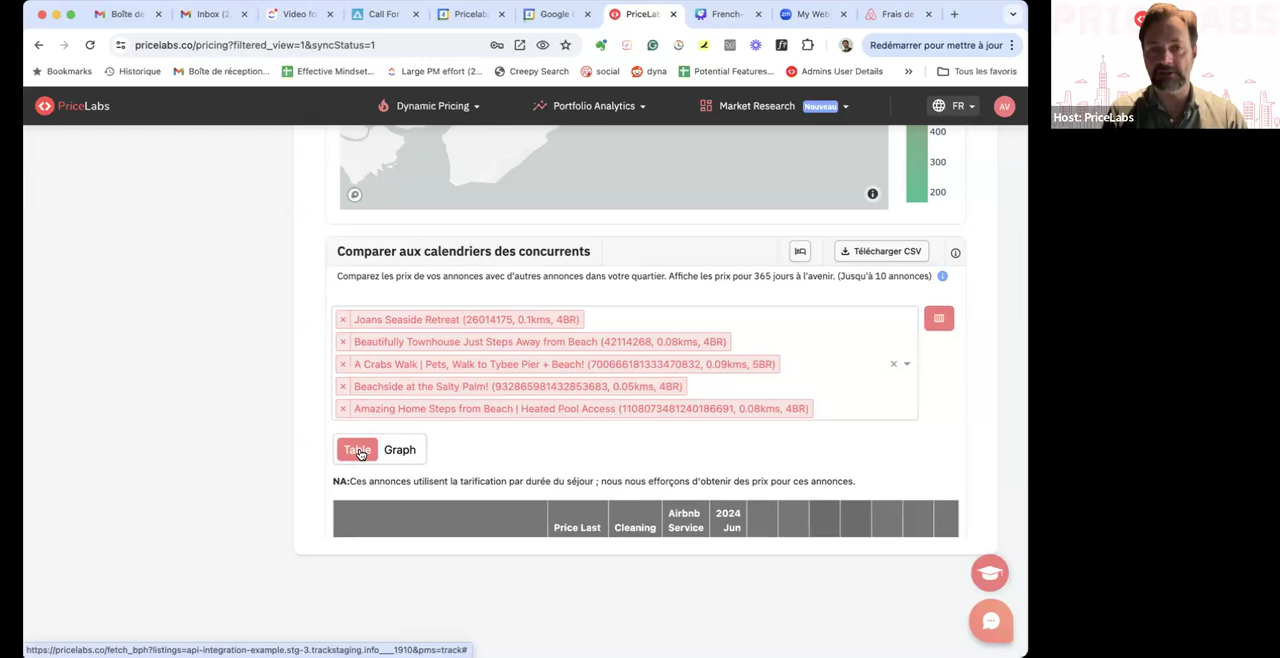 Boîte de
Inbox (2,
Video fo
Call For
Pricelab
Google
PriceLab
French-
My Web
Frais de
pricelabs.co/pricing?filtered_view=1&syncStatus=1
Redémarrer pour mettre à jour
Bookmarks
Historique
Boîte de réception...
Effective Mindset...
Large PM effort (2...
Creepy Search
social
dyna
Potential Features...
Admins User Details
»
Tous les favoris
PriceLabs
Dynamic Pricing
Portfolio Analytics
Market Research
Nouveau
FR
AV
Host: PriceLabs
400
300
200
Comparer aux calendriers des concurrents
Télécharger CSV
Comparez les prix de vos annonces avec d'autres annonces dans votre quartier. Affiche les prix pour 365 jours à l'avenir. (Jusqu'à 10 annonces)
× Joans Seaside Retreat (26014175, 0.1kms, 4BR)
× Beautifully Townhouse Just Steps Away from Beach (42114268, 0.08kms, 4BR)
× A Crabs Walk | Pets, Walk to Tybee Pier + Beach! (700666181333470832, 0.09kms, 5BR)
× Beachside at the Salty Palm! (932865981432853683, 0.05kms, 4BR)
× Amazing Home Steps from Beach | Heated Pool Access (1108073481240186691, 0.08kms, 4BR)
Table
Graph
NA:Ces annonces utilisent la tarification par durée du séjour ; nous nous efforçons d'obtenir des prix pour ces annonces.
Price Last
Cleaning
Airbnb
Service
2024
Jun
https://pricelabs.co/fetch_bph?listings=api-integration-example.stg-3.trackstaging.info___1910&pms=track#